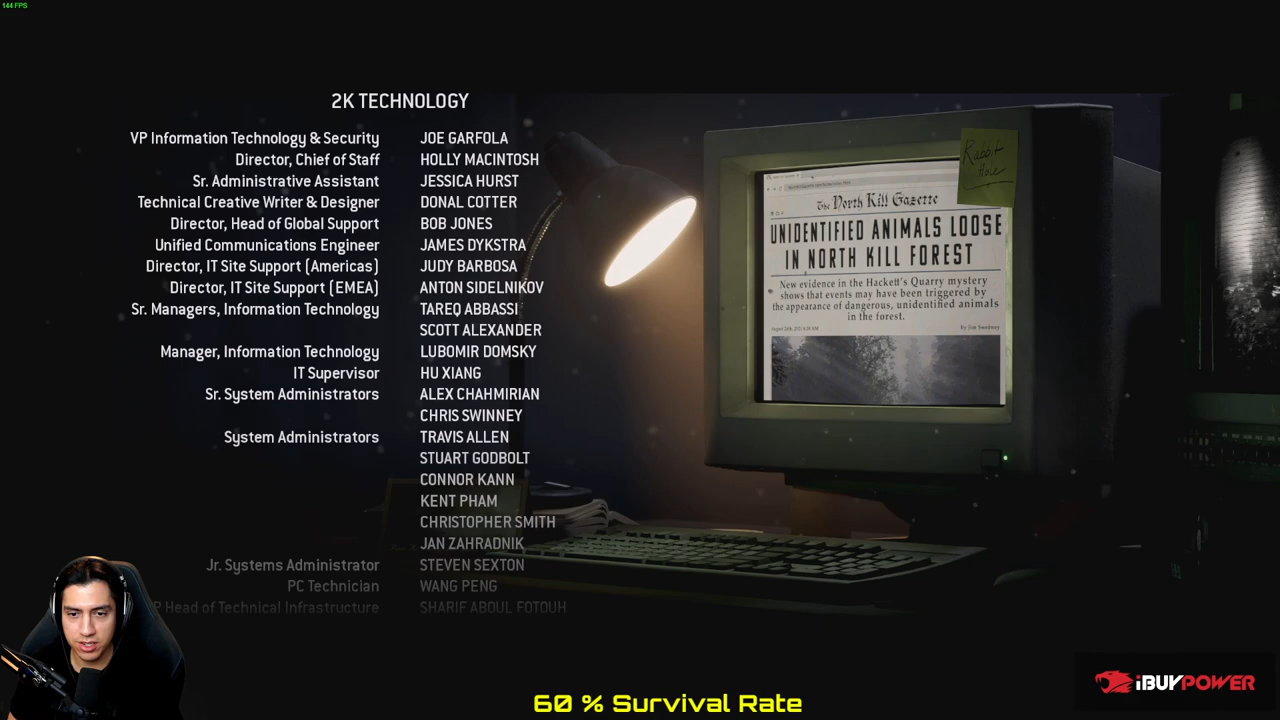 144 FPS
2K TECHNOLOGY
VP Information Technology & Security JOE GARFOLA
Director, Chief of Staff HOLLY MACINTOSH
Sr. Administrative Assistant JESSICA HURST
Technical Creative Writer & Designer DONAL COTTER
Director, Head of Global Support BOB JONES
Unified Communications Engineer JAMES DYKSTRA
Director, IT Site Support (Americas) JUDY BARBOSA
Director, IT Site Support (EMEA) ANTON SIDELNIKOV
Sr. Managers, Information Technology TAREQ ABBASSI
SCOTT ALEXANDER
Manager, Information Technology LUBOMIR DOMSKY
IT Supervisor HU XIANG
Sr. System Administrators ALEX CHAHMIRIAN
CHRIS SWINNEY
System Administrators TRAVIS ALLEN
STUART GODBOLT
CONNOR KANN
KENT PHAM
CHRISTOPHER SMITH
JAN ZAHRADNIK
Jr. Systems Administrator STEVEN SEXTON
PC Technician WANG PENG
P Head of Technical Infrastructure SHARIF ABOUL FOTOUH
Rabbit
Hole
The North Kill Gazette
UNIDENTIFIED ANIMALS LOOSE
IN NORTH KILL FOREST
New evidence in the Hackett's Quarry mystery
shows that events may have been triggered by
the appearance of dangerous, unidentified animals
in the forest.
by Jim Sweeney
60 % Survival Rate
iBUYPOWER